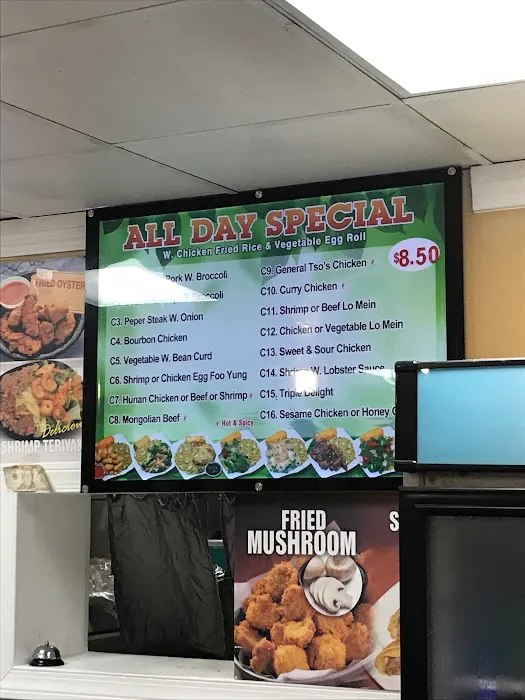 ALL DAY SPECIAL
W. Chicken Fried Rice & Vegetable Egg Roll
$8.50
Pork W. Broccoli
Broccoli
C3. Peper Steak W. Onion
C4. Bourbon Chicken
C5. Vegetable W. Bean Curd
C6. Shrimp or Chicken Egg Foo Yung
C7. Hunan Chicken or Beef or Shrimp
C8. Mongolian Beef
Hot & Spicy
C9. General Tso's Chicken
C10. Curry Chicken
C11. Shrimp or Beef Lo Mein
C12. Chicken or Vegetable Lo Mein
C13. Sweet & Sour Chicken
C14. Shrimp W. Lobster Sauce
C15. Triple Delight
C16. Sesame Chicken or Honey
FRIED OYSTER
Delicious
SHRIMP TERIYA
FRIED
MUSHROOM
S